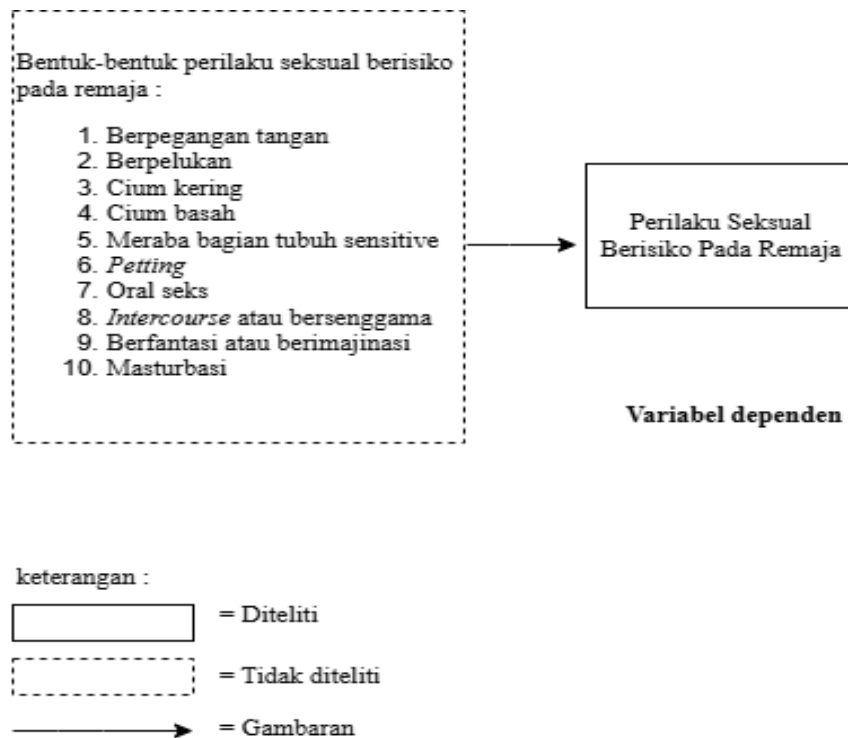 Bentuk-bentuk perilaku seksual berisiko
pada remaja :
1. Berpegangan tangan
2. Berpelukan
3. Cium kering
4. Cium basah
5. Meraba bagian tubuh sensitive
6. Petting
7. Oral seks
8. Intercourse atau bersenggama
9. Berfantasi atau berimajinasi
10. Masturbasi
Perilaku Seksual
Berisiko Pada Remaja
Variabel dependen
keterangan :
= Diteliti
= Tidak diteliti
= Gambaran